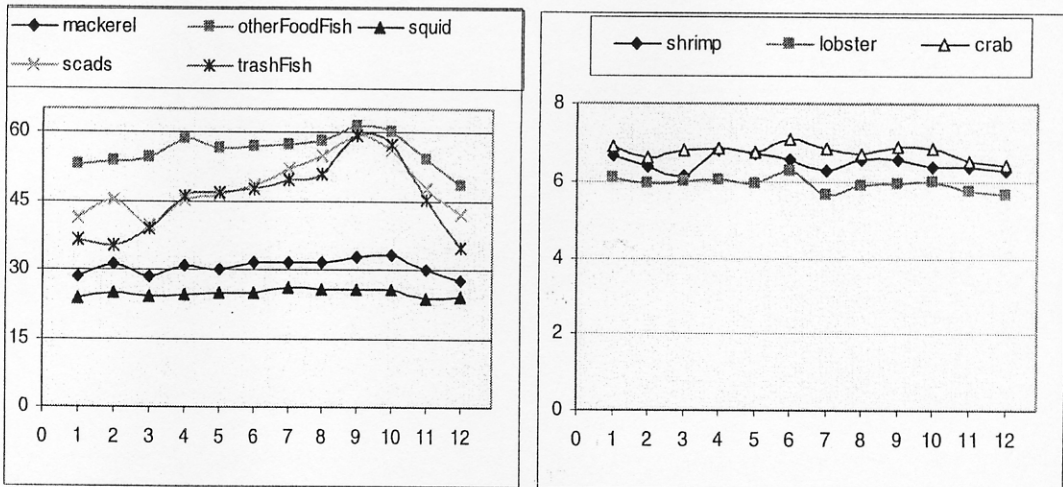 mackerel otherFoodFish squid
scads trashFish
60
45
30
15
0
0 1 2 3 4 5 6 7 8 9 10 11 12
shrimp lobster crab
8
6
4
2
0
0 1 2 3 4 5 6 7 8 9 10 11 12